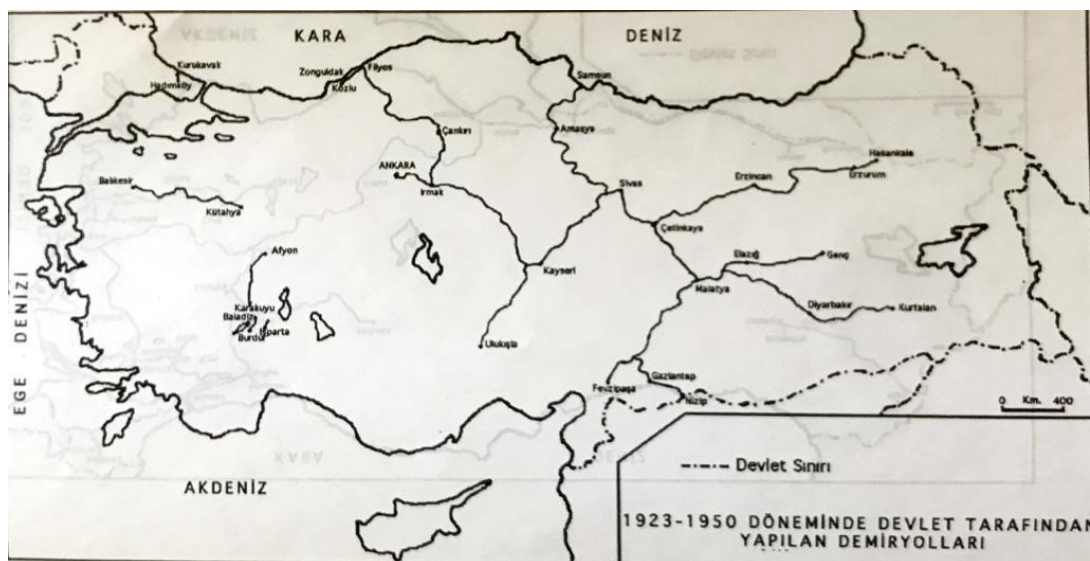 KARA DENİZ
Kurukavak
Hadımköy
Zonguldak
Kozlu
Filyos
Samsun
Çankırı
Amasya
ANKARA
Irmak
Balıkesir
Kütahya
Sivas
Erzincan
Hasankale
Erzurum
Çetinkaya
Afyon
Kayseri
Elazığ
Genç
Malatya
Diyarbakır
Kurtalan
Karakuyu
Baladız
Burdur
Isparta
Ulukışla
Fevzipaşa
Gaziantep
Nizip
EGE DENİZİ
AKDENİZ
0 Km. 400
Devlet Sınırı
1923-1950 DÖNEMİNDE DEVLET TARAFINDAN
YAPILAN DEMİRYOLLARI